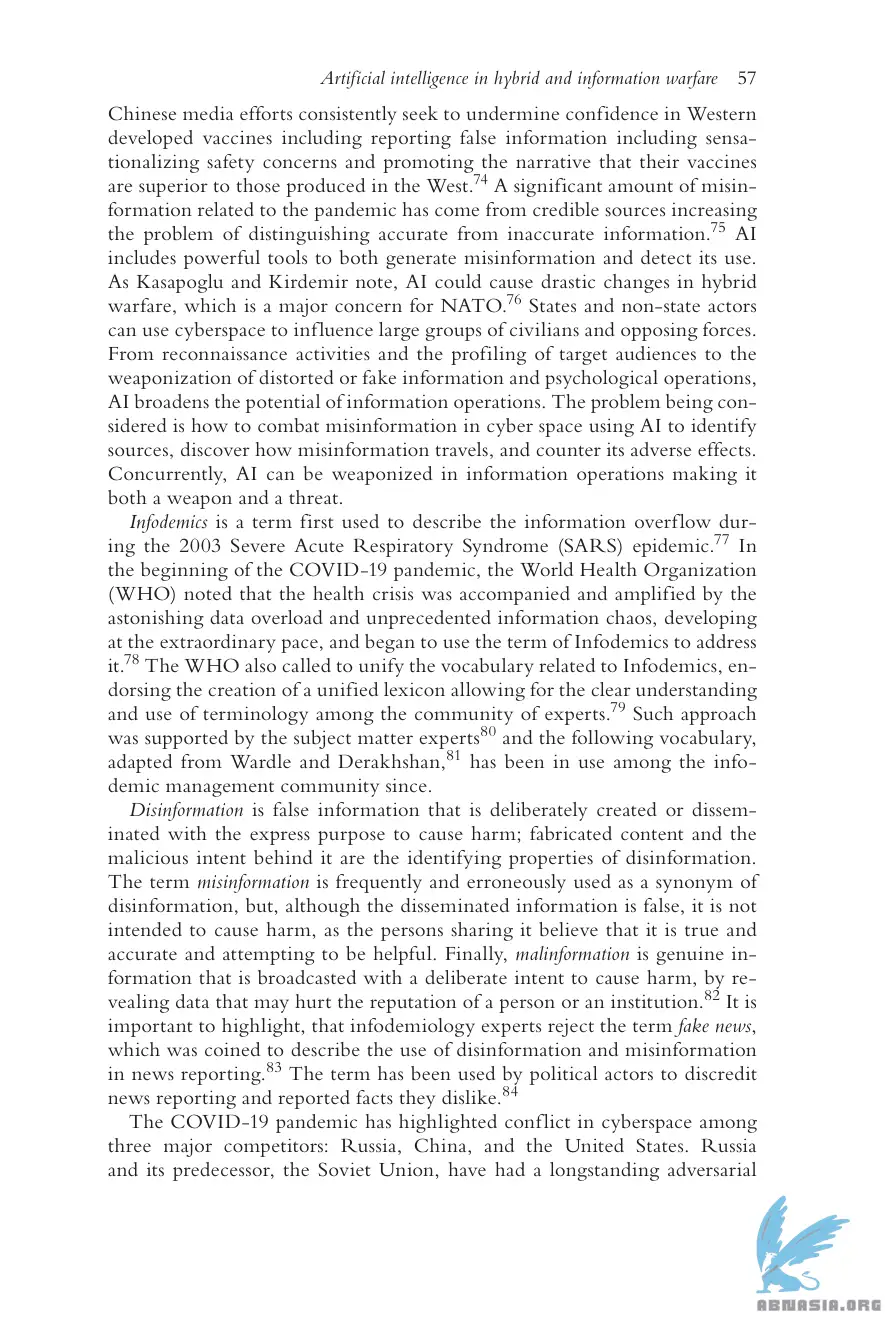 Artificial intelligence in hybrid and information warfare 57
Chinese media efforts consistently seek to undermine confidence in Western
developed vaccines including reporting false information including sensa-
tionalizing safety concerns and promoting the narrative that their vaccines
are superior to those produced in the West.74 A significant amount of misin-
formation related to the pandemic has come from credible sources increasing
the problem of distinguishing accurate from inaccurate information.75 AI
includes powerful tools to both generate misinformation and detect its use.
As Kasapoglu and Kirdemir note, AI could cause drastic changes in hybrid
warfare, which is a major concern for NATO.76 States and non-state actors
can use cyberspace to influence large groups of civilians and opposing forces.
From reconnaissance activities and the profiling of target audiences to the
weaponization of distorted or fake information and psychological operations,
AI broadens the potential of information operations. The problem being con-
sidered is how to combat misinformation in cyber space using AI to identify
sources, discover how misinformation travels, and counter its adverse effects.
Concurrently, AI can be weaponized in information operations making it
both a weapon and a threat.
Infodemics is a term first used to describe the information overflow dur-
ing the 2003 Severe Acute Respiratory Syndrome (SARS) epidemic.77 In
the beginning of the COVID-19 pandemic, the World Health Organization
(WHO) noted that the health crisis was accompanied and amplified by the
astonishing data overload and unprecedented information chaos, developing
at the extraordinary pace, and began to use the term of Infodemics to address
it.78 The WHO also called to unify the vocabulary related to Infodemics, en-
dorsing the creation of a unified lexicon allowing for the clear understanding
and use of terminology among the community of experts.79 Such approach
was supported by the subject matter experts80 and the following vocabulary,
adapted from Wardle and Derakhshan,81 has been in use among the info-
demic management community since.
Disinformation is false information that is deliberately created or dissem-
inated with the express purpose to cause harm; fabricated content and the
malicious intent behind it are the identifying properties of disinformation.
The term misinformation is frequently and erroneously used as a synonym of
disinformation, but, although the disseminated information is false, it is not
intended to cause harm, as the persons sharing it believe that it is true and
accurate and attempting to be helpful. Finally, malinformation is genuine in-
formation that is broadcasted with a deliberate intent to cause harm, by re-
vealing data that may hurt the reputation of a person or an institution.82 It is
important to highlight, that infodemiology experts reject the term fake news,
which was coined to describe the use of disinformation and misinformation
in news reporting.83 The term has been used by political actors to discredit
news reporting and reported facts they dislike.84
The COVID-19 pandemic has highlighted conflict in cyberspace among
three major competitors: Russia, China, and the United States. Russia
and its predecessor, the Soviet Union, have had a longstanding adversarial
ABNASIA.ORG